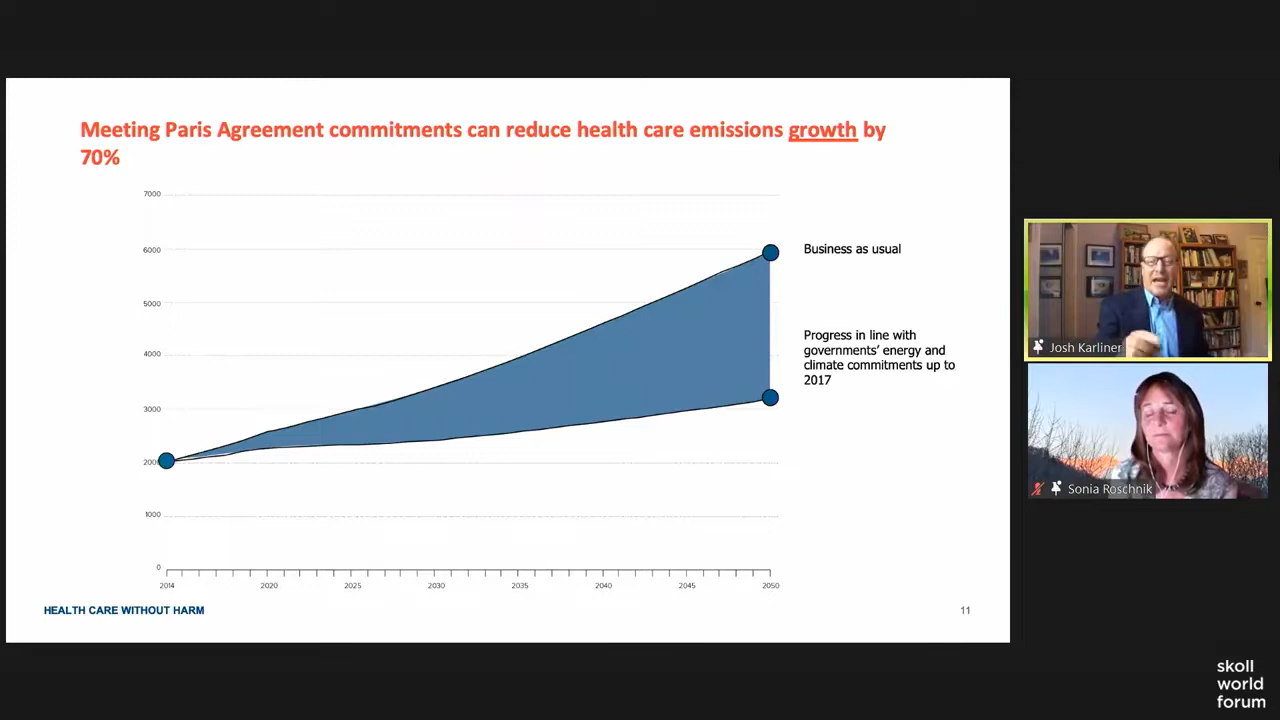 Meeting Paris Agreement commitments can reduce health care emissions growth by
70%
7000
6000
5000
4000
3000
2000
1000
0
2014
2020
2025
2030
2035
2040
2045
2050
Business as usual
Progress in line with
governments' energy and
climate commitments up to
2017
HEALTH CARE WITHOUT HARM
11
Josh Karliner
Sonia Roschnik
skoll
world
forum